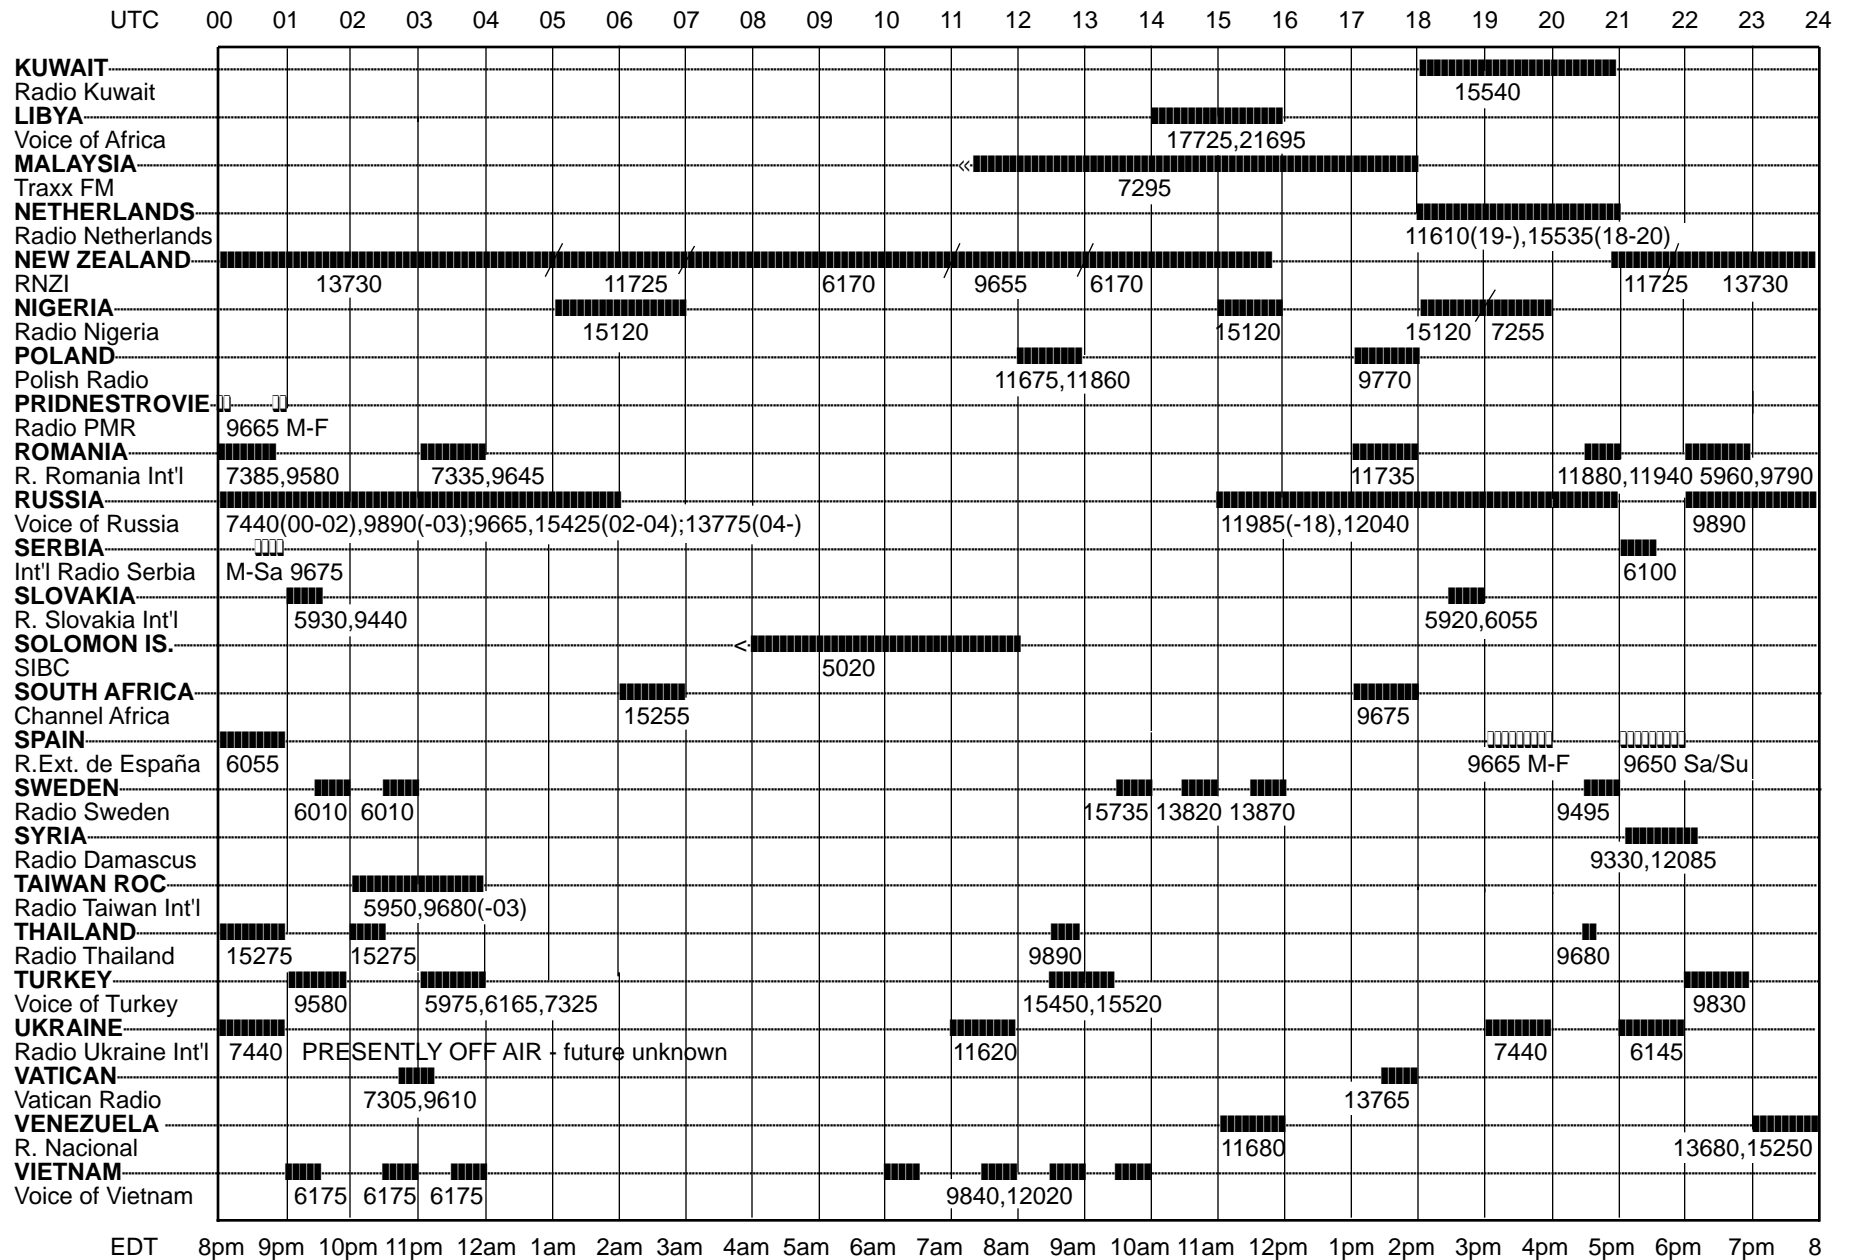 UTC 00 01 02 03 04 05 06 07 08 09 10 11 12 13 14 15 16 17 18 19 20 21 22 23 24
KUWAIT
Radio Kuwait 15540
LIBYA
Voice of Africa 17725,21695
MALAYSIA «
Traxx FM 7295
NETHERLANDS
Radio Netherlands 11610(19-),15535(18-20)
NEW ZEALAND / / / / /
RNZI 13730 11725 6170 9655 6170 11725 13730
NIGERIA /
Radio Nigeria 15120 15120 15120 7255
POLAND
Polish Radio 11675,11860 9770
PRIDNESTROVIE
Radio PMR 9665 M-F
ROMANIA
R. Romania Int'l 7385,9580 7335,9645 11735 11880,11940 5960,9790
RUSSIA
Voice of Russia 7440(00-02),9890(-03);9665,15425(02-04);13775(04-) 11985(-18),12040 9890
SERBIA
Int'l Radio Serbia M-Sa 9675 6100
SLOVAKIA
R. Slovakia Int'l 5930,9440 5920,6055
SOLOMON IS. <
SIBC 5020
SOUTH AFRICA
Channel Africa 15255 9675
SPAIN
R.Ext. de España 6055 9665 M-F 9650 Sa/Su
SWEDEN
Radio Sweden 6010 6010 15735 13820 13870 9495
SYRIA
Radio Damascus 9330,12085
TAIWAN ROC
Radio Taiwan Int'l 5950,9680(-03)
THAILAND
Radio Thailand 15275 15275 9890 9680
TURKEY
Voice of Turkey 9580 5975,6165,7325 15450,15520 9830
UKRAINE
Radio Ukraine Int'l 7440 PRESENTLY OFF AIR - future unknown 11620 7440 6145
VATICAN
Vatican Radio 7305,9610 13765
VENEZUELA
R. Nacional 11680 13680,15250
VIETNAM
Voice of Vietnam 6175 6175 6175 9840,12020
EDT 8pm 9pm 10pm 11pm 12am 1am 2am 3am 4am 5am 6am 7am 8am 9am 10am 11am 12pm 1pm 2pm 3pm 4pm 5pm 6pm 7pm 8